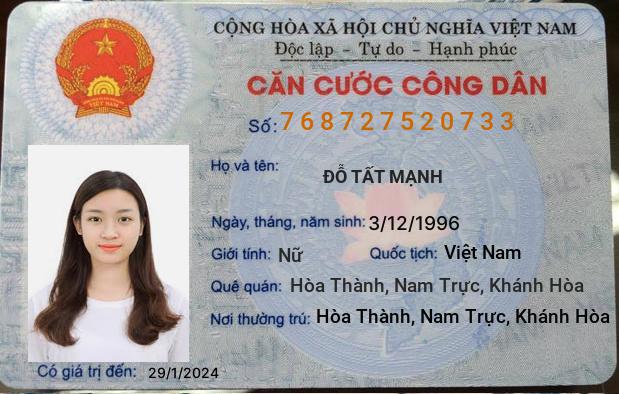 CỘNG HÒA XÃ HỘI CHỦ NGHĨA VIỆT NAM
Độc lập - Tự do - Hạnh phúc
CĂN CƯỚC CÔNG DÂN
Số: 768727520733
Họ và tên: ĐỖ TẤT MẠNH
Ngày, tháng, năm sinh: 3/12/1996
Giới tính: Nữ Quốc tịch: Việt Nam
Quê quán: Hòa Thành, Nam Trực, Khánh Hòa
Nơi thường trú: Hòa Thành, Nam Trực, Khánh Hòa
Có giá trị đến: 29/1/2024
VIỆT NAM